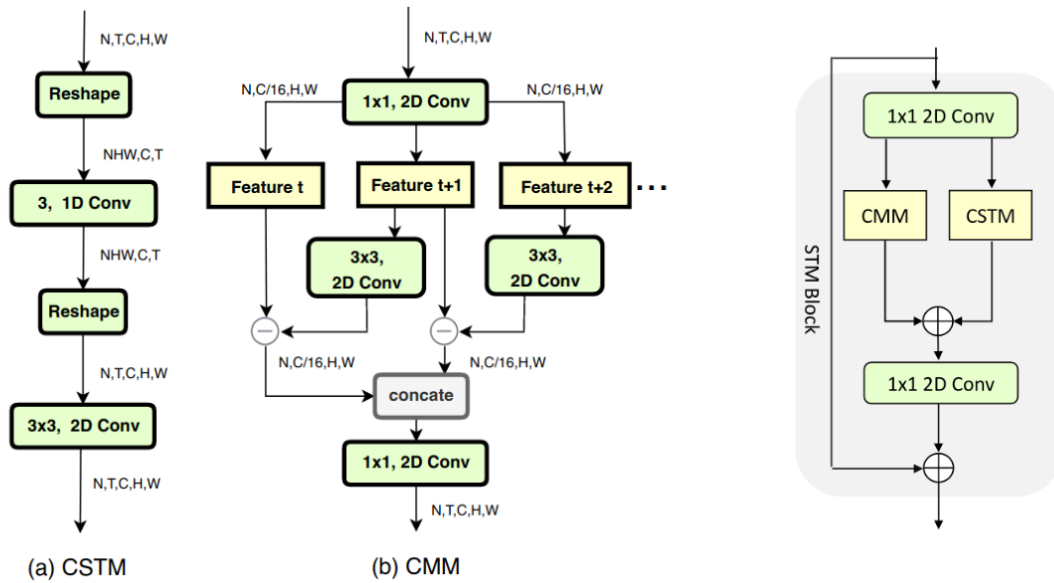 N,T,C,H,W
Reshape
NHW,C,T
3, 1D Conv
NHW,C,T
Reshape
N,T,C,H,W
3x3, 2D Conv
N,T,C,H,W
(a) CSTM
N,T,C,H,W
N,C/16,H,W
1x1, 2D Conv
N,C/16,H,W
Feature t
Feature t+1
Feature t+2
...
3x3,
2D Conv
3x3,
2D Conv
N,C/16,H,W
N,C/16,H,W
concate
1x1, 2D Conv
N,T,C,H,W
(b) CMM
1x1 2D Conv
CMM
CSTM
STM Block
1x1 2D Conv